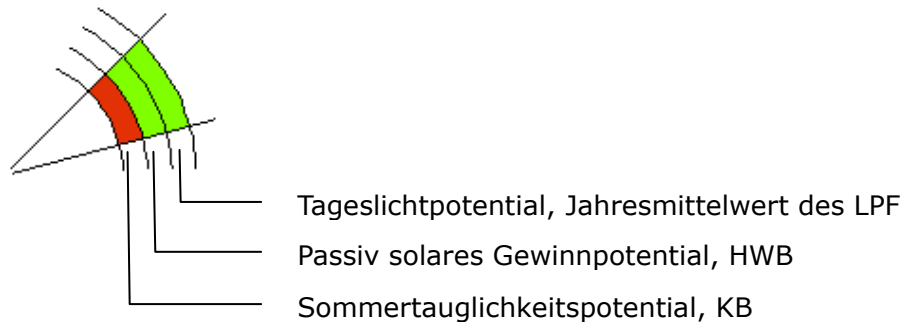 Tageslichtpotential, Jahresmittelwert des LPF
Passiv solares Gewinnpotential, HWB
Sommertauglichkeitspotential, KB